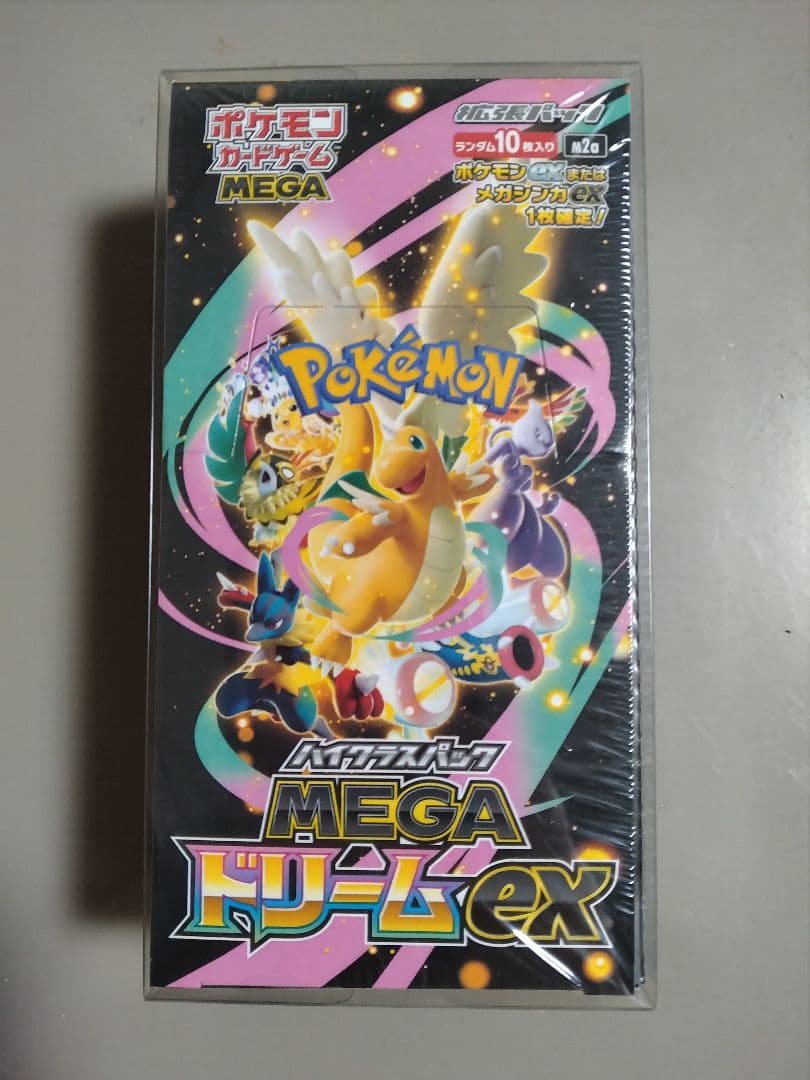 ポケモン
カードゲーム
MEGA
拡張パック
ランダム10枚入り
M2a
ポケモンexまたは
メガシンカex
1枚確定!
POKéMON
ハイクラスパック
MEGA
ドリームex